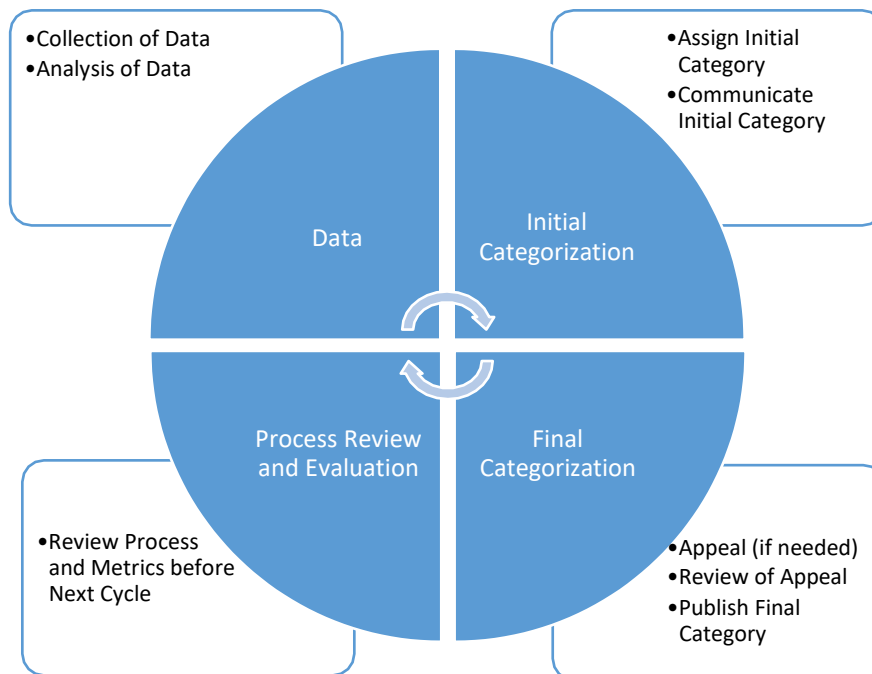 •Collection of Data
•Analysis of Data
•Assign Initial
Category
•Communicate
Initial Category
Data
Initial
Categorization
Process Review
and Evaluation
Final
Categorization
•Review Process
and Metrics before
Next Cycle
•Appeal (if needed)
•Review of Appeal
•Publish Final
Category